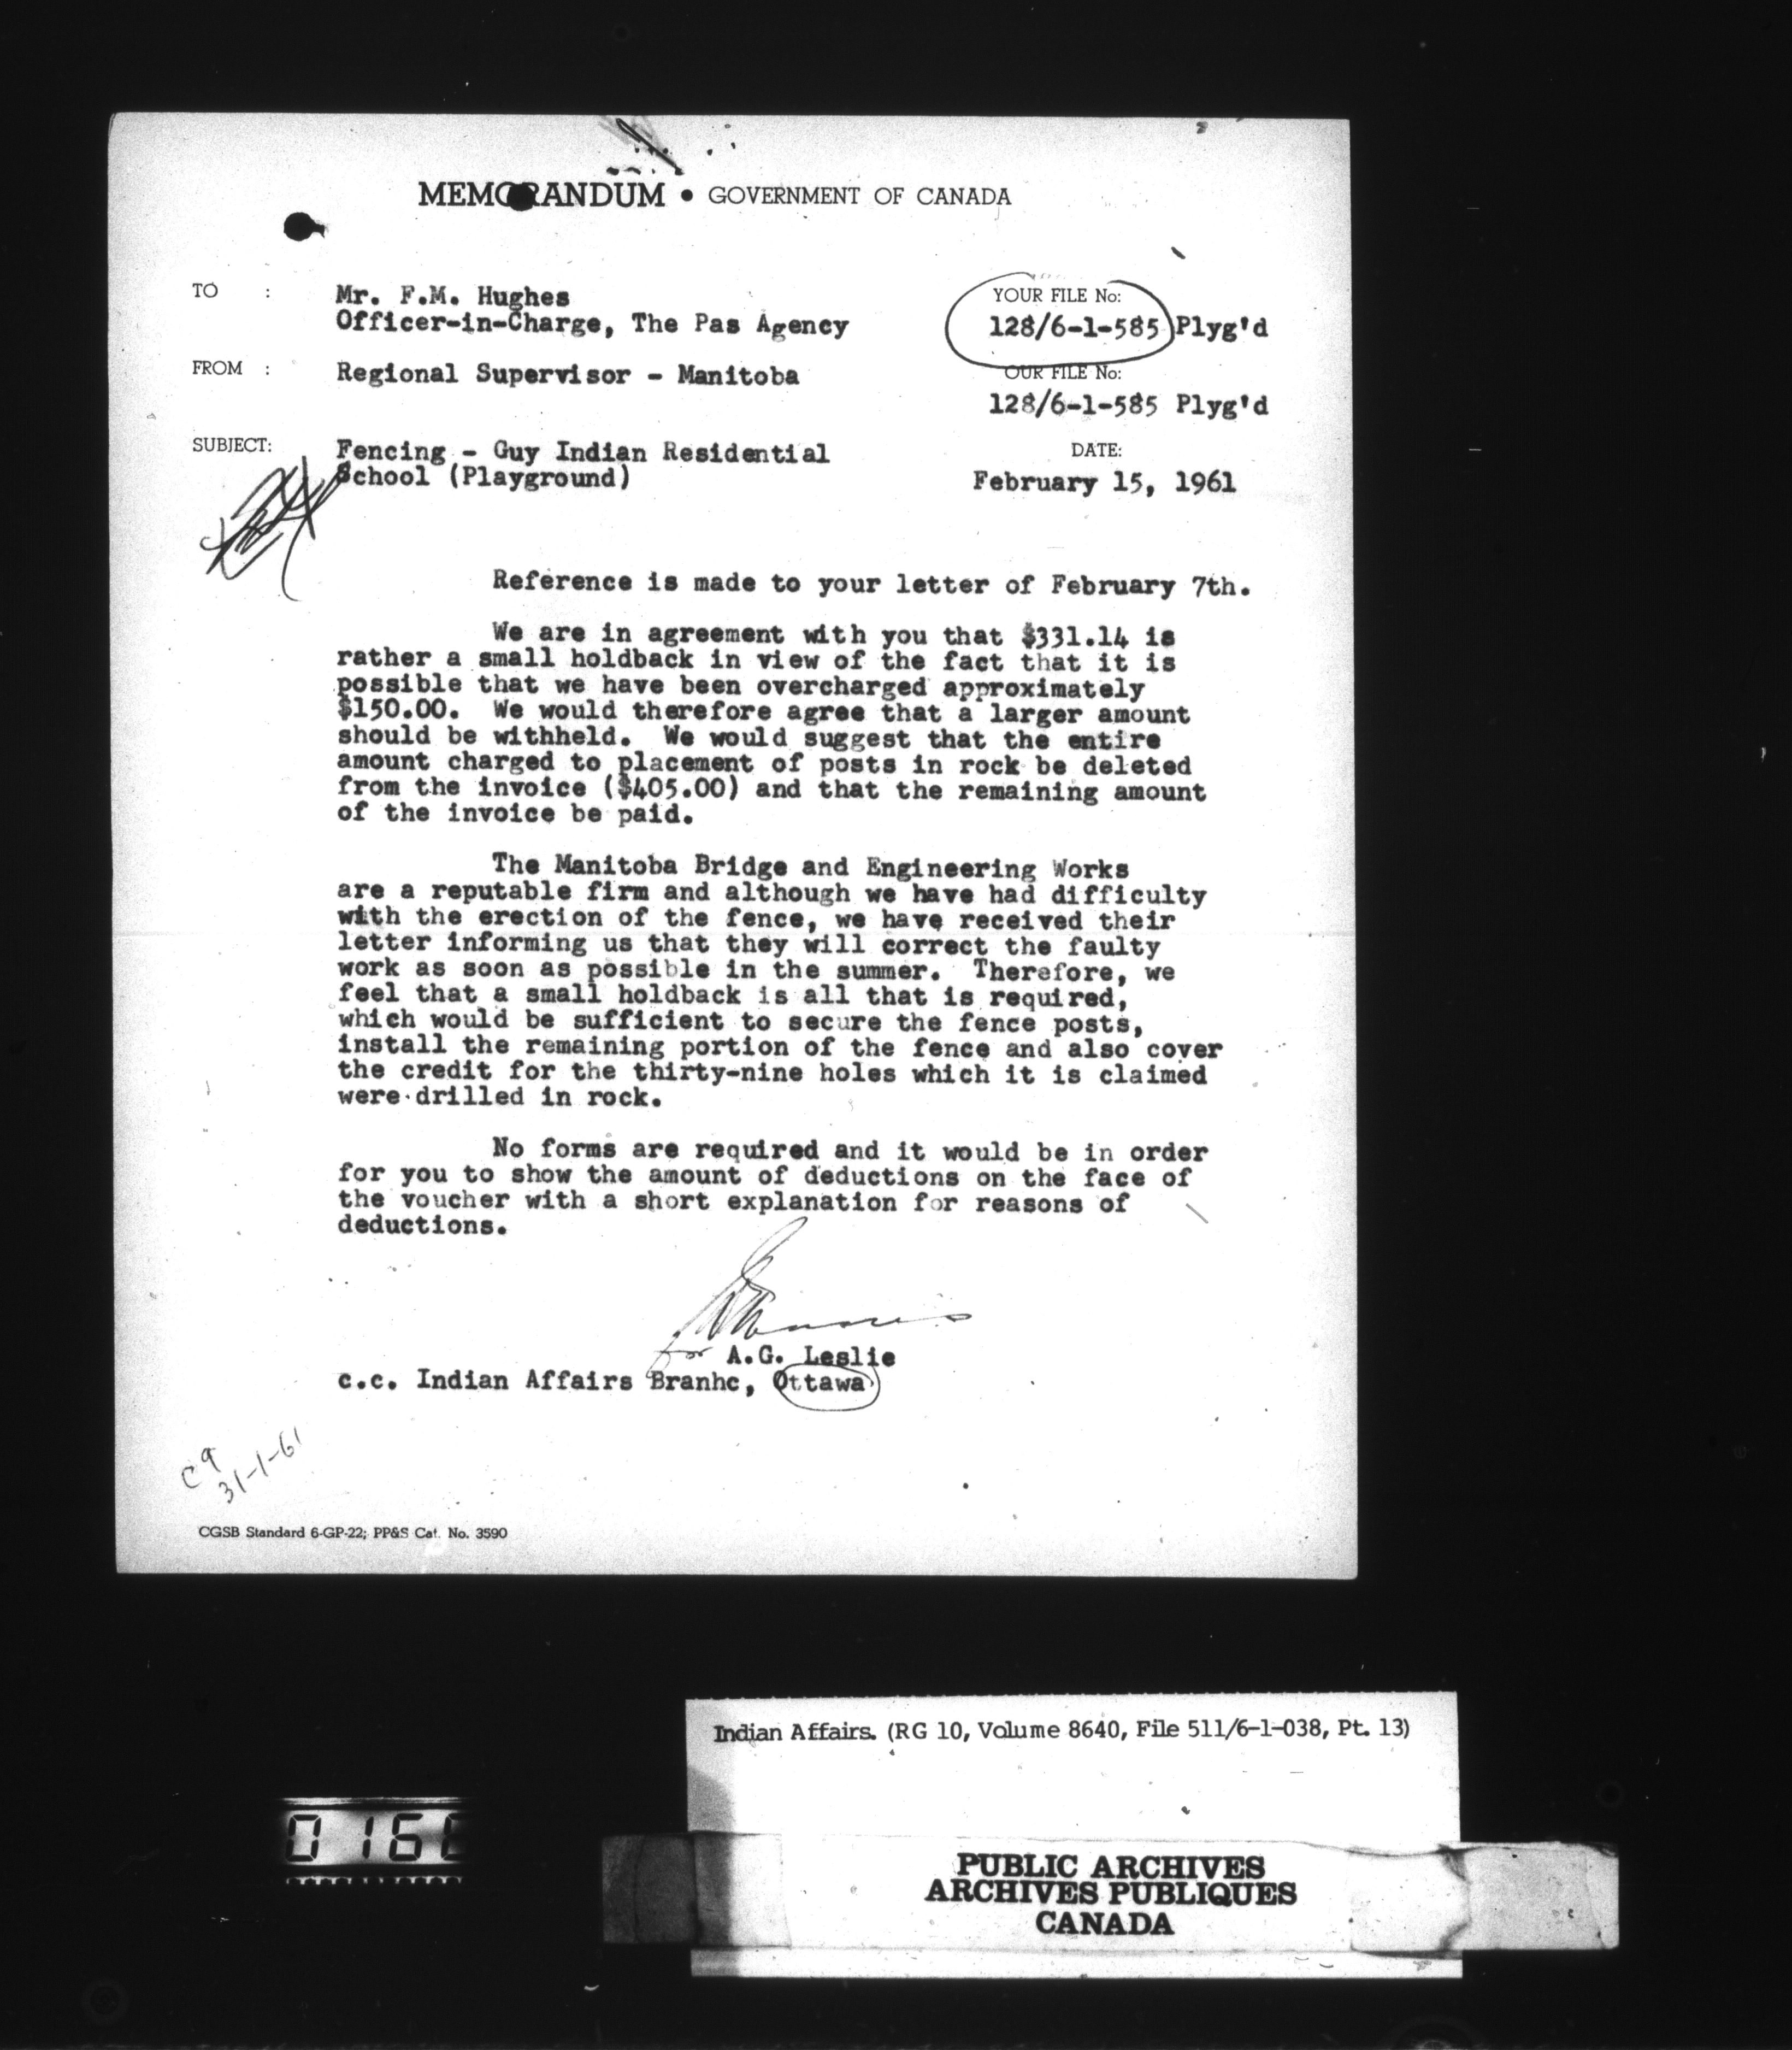 MEMORANDUM • GOVERNMENT OF CANADA
TO : Mr. F.M. Hughes
Officer-in-Charge, The Pas Agency
YOUR FILE No:
128/6-1-585 Plyg'd
FROM : Regional Supervisor - Manitoba
OUR FILE No:
128/6-1-585 Plyg'd
SUBJECT: Fencing - Guy Indian Residential
School (Playground)
DATE:
February 15, 1961
Reference is made to your letter of February 7th.
We are in agreement with you that $331.14 is
rather a small holdback in view of the fact that it is
possible that we have been overcharged approximately
$150.00. We would therefore agree that a larger amount
should be withheld. We would suggest that the entire
amount charged to placement of posts in rock be deleted
from the invoice ($405.00) and that the remaining amount
of the invoice be paid.
The Manitoba Bridge and Engineering Works
are a reputable firm and although we have had difficulty
with the erection of the fence, we have received their
letter informing us that they will correct the faulty
work as soon as possible in the summer. Therefore, we
feel that a small holdback is all that is required,
which would be sufficient to secure the fence posts,
install the remaining portion of the fence and also cover
the credit for the thirty-nine holes which it is claimed
were drilled in rock.
No forms are required and it would be in order
for you to show the amount of deductions on the face of
the voucher with a short explanation for reasons of
deductions.
for A.G. Leslie
c.c. Indian Affairs Branhc, Ottawa
C9
31-1-61
CGSB Standard 6-GP-22; PP&S Cat. No. 3590
Indian Affairs. (RG 10, Volume 8640, File 511/6-1-038, Pt. 13)
PUBLIC ARCHIVES
ARCHIVES PUBLIQUES
CANADA